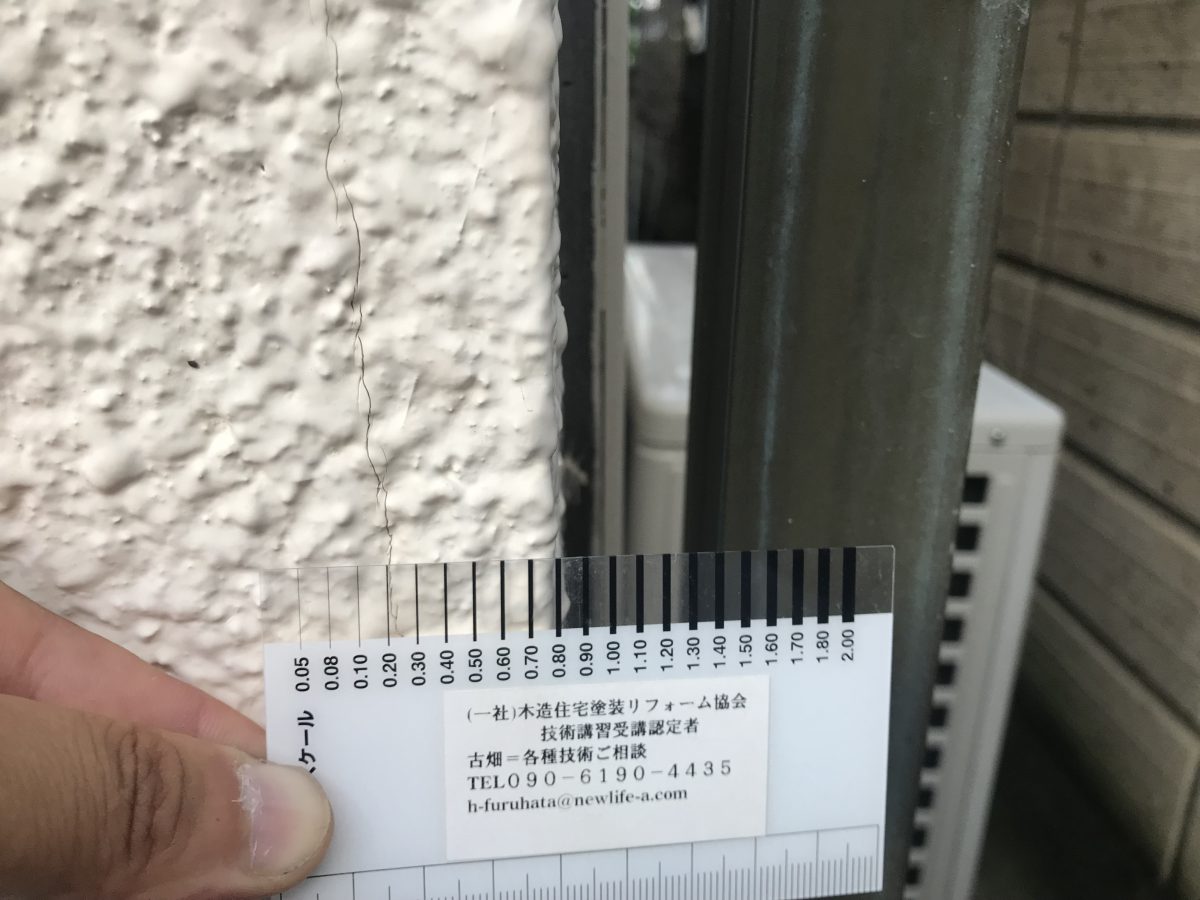 0.05 0.08 0.10 0.20 0.30 0.40 0.50 0.60 0.70 0.80 0.90 1.00 1.10 1.20 1.30 1.40 1.50 1.60 1.70 1.80 2.00
ケール
(一社)木造住宅塗装リフォーム協会
技術講習受講認定者
古畑=各種技術ご相談
TEL090-6190-4435
h-furuhata@newlife-a.com